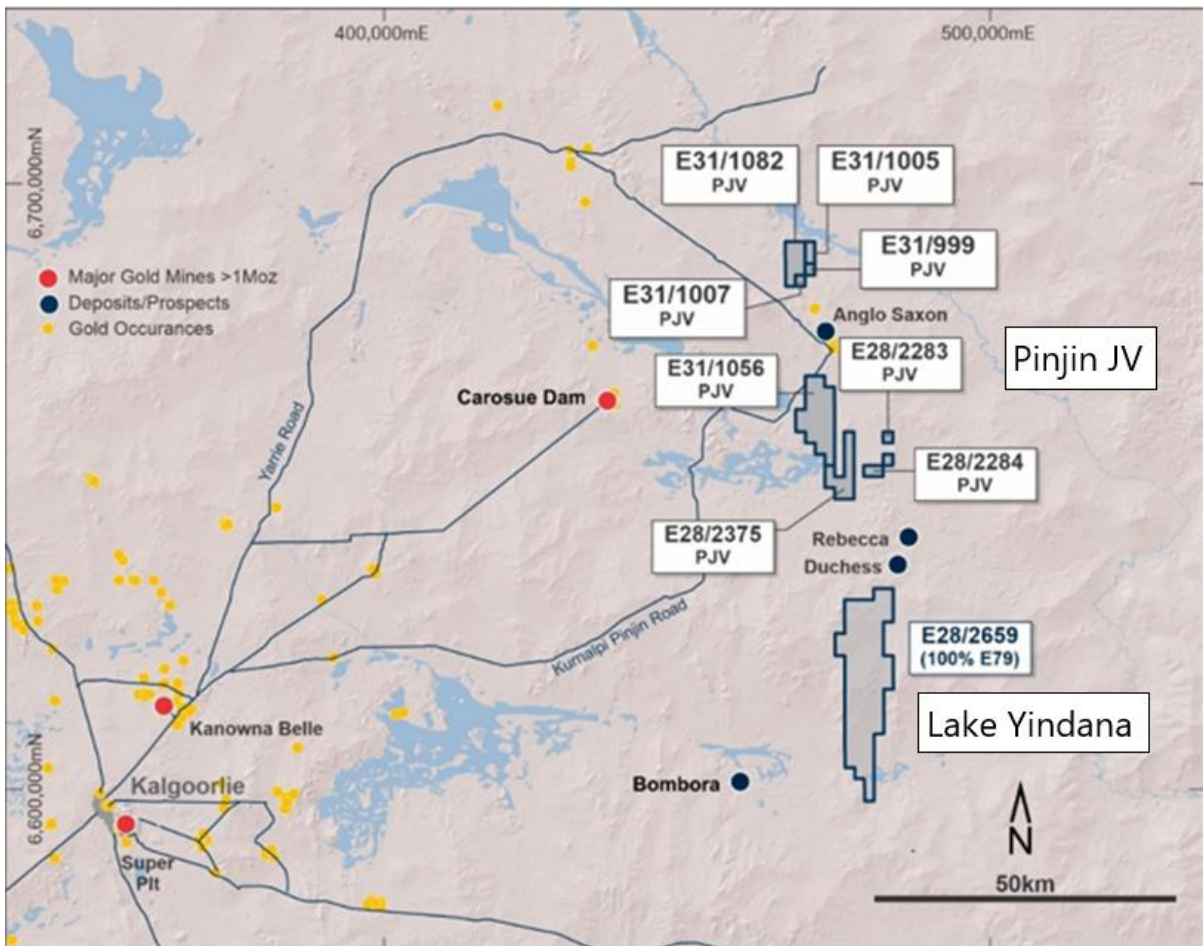 400,000mE
500,000mE
6,700,000mN
E31/1082
PJV
E31/1005
PJV
E31/999
PJV
E31/1007
PJV
Major Gold Mines >1Moz
Deposits/Prospects
Gold Occurances
Anglo Saxon
E28/2283
PJV
Pinjin JV
E31/1056
PJV
Carosue Dam
Yarrie Road
E28/2284
PJV
E28/2375
PJV
Rebecca
Duchess
Kurnalpi Pinjin Road
E28/2659
(100% E79)
Lake Yindana
Kanowna Belle
Bombora
Kalgoorlie
6,600,000mN
N
Super
PIt
50km